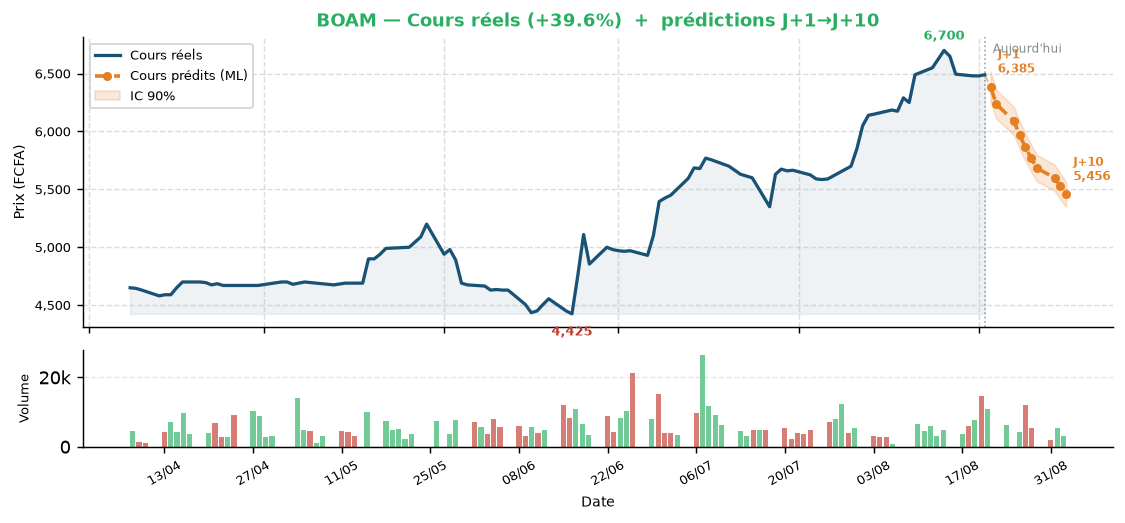 BOAM — Cours réels (+39.6%)  +  prédictions J+1→J+10
Cours réels
Cours prédits (ML)
IC 90%
6,700
Aujourd'hui
J+1
6,385
J+10
5,456
4,425
Prix (FCFA)
6,500
6,000
5,500
5,000
4,500
Volume
20k
0
13/04
27/04
11/05
25/05
08/06
22/06
06/07
20/07
03/08
17/08
31/08
Date